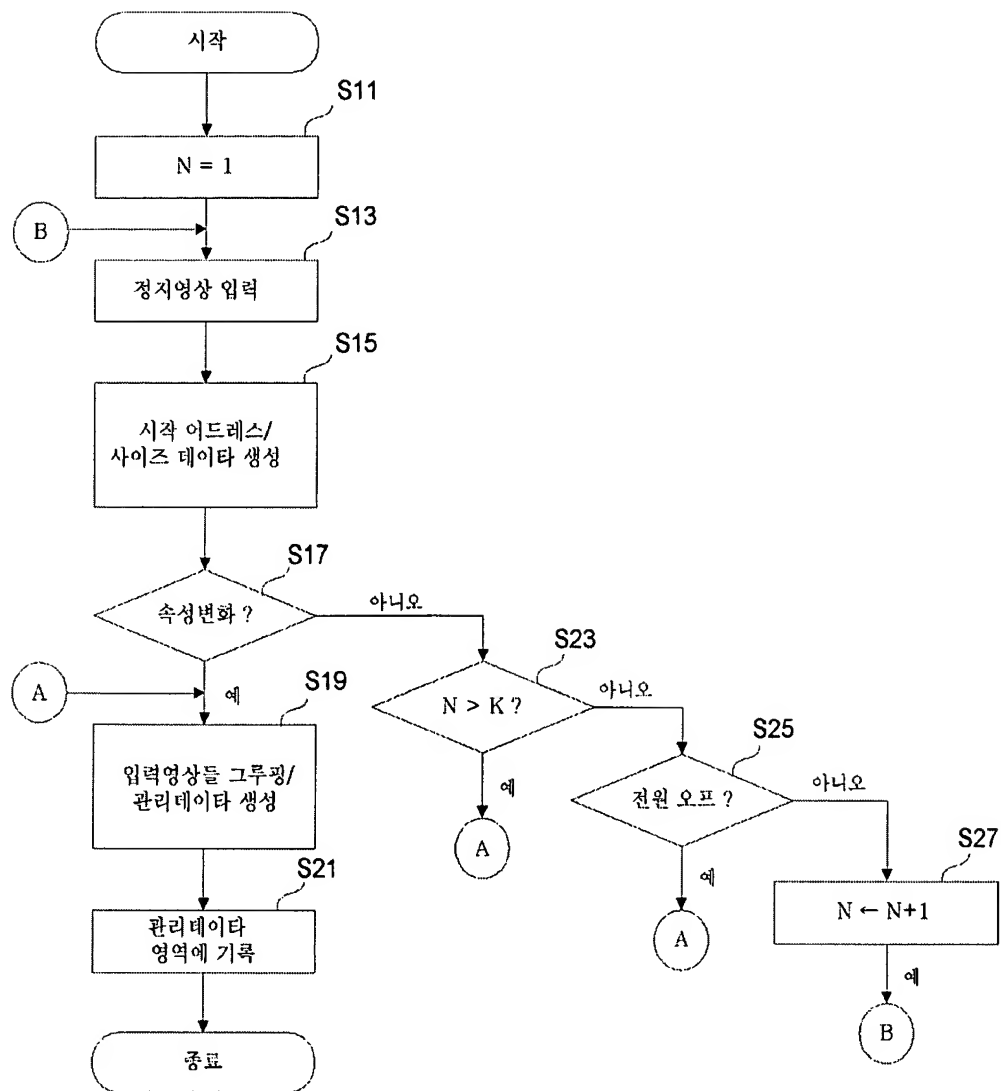 시작
S11
N = 1
B
S13
정지영상 입력
S15
시작 어드레스/
사이즈 데이타 생성
S17
속성변화 ?
아니오
S23
N > K ?
아니오
A
예
S19
S25
입력영상들 그루핑/
관리데이타 생성
예
전원 오프 ?
아니오
A
S27
S21
예
N ← N+1
관리데이타
영역에 기록
A
예
B
종료